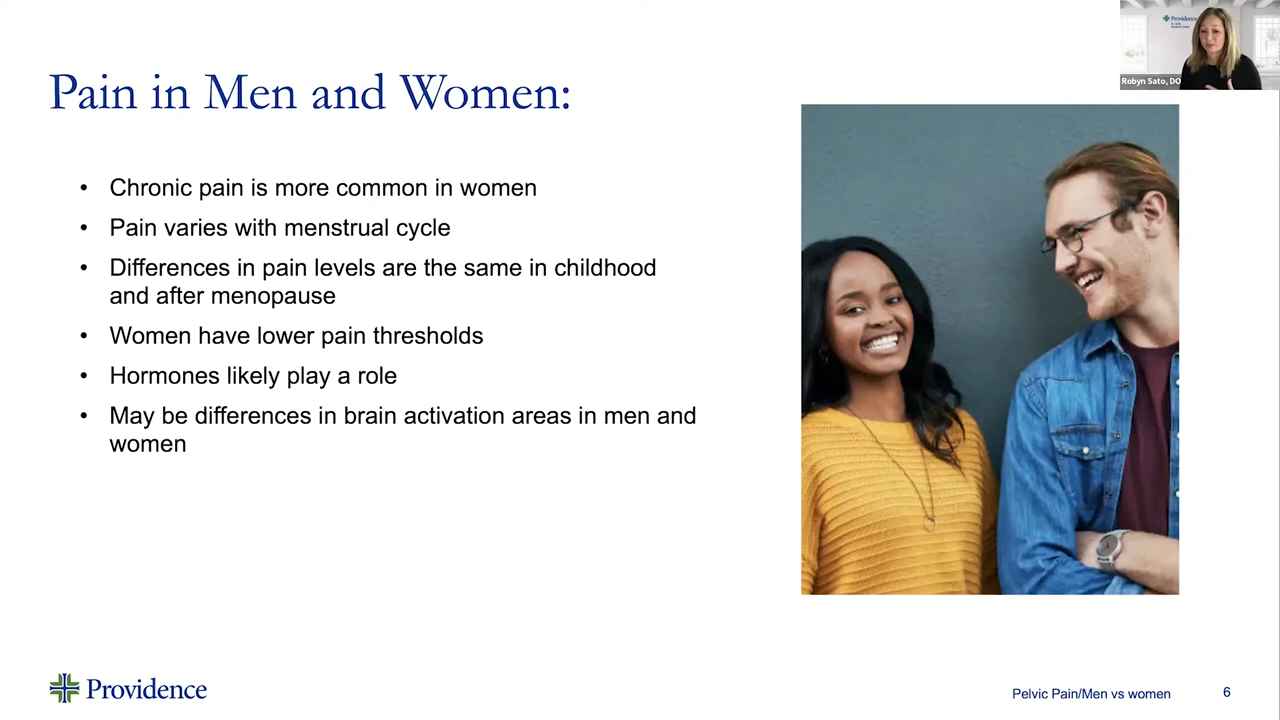 Providence
Robyn Sato, DO
Pain in Men and Women:
• Chronic pain is more common in women
• Pain varies with menstrual cycle
• Differences in pain levels are the same in childhood
and after menopause
• Women have lower pain thresholds
• Hormones likely play a role
• May be differences in brain activation areas in men and
women
Providence
Pelvic Pain/Men vs women
6